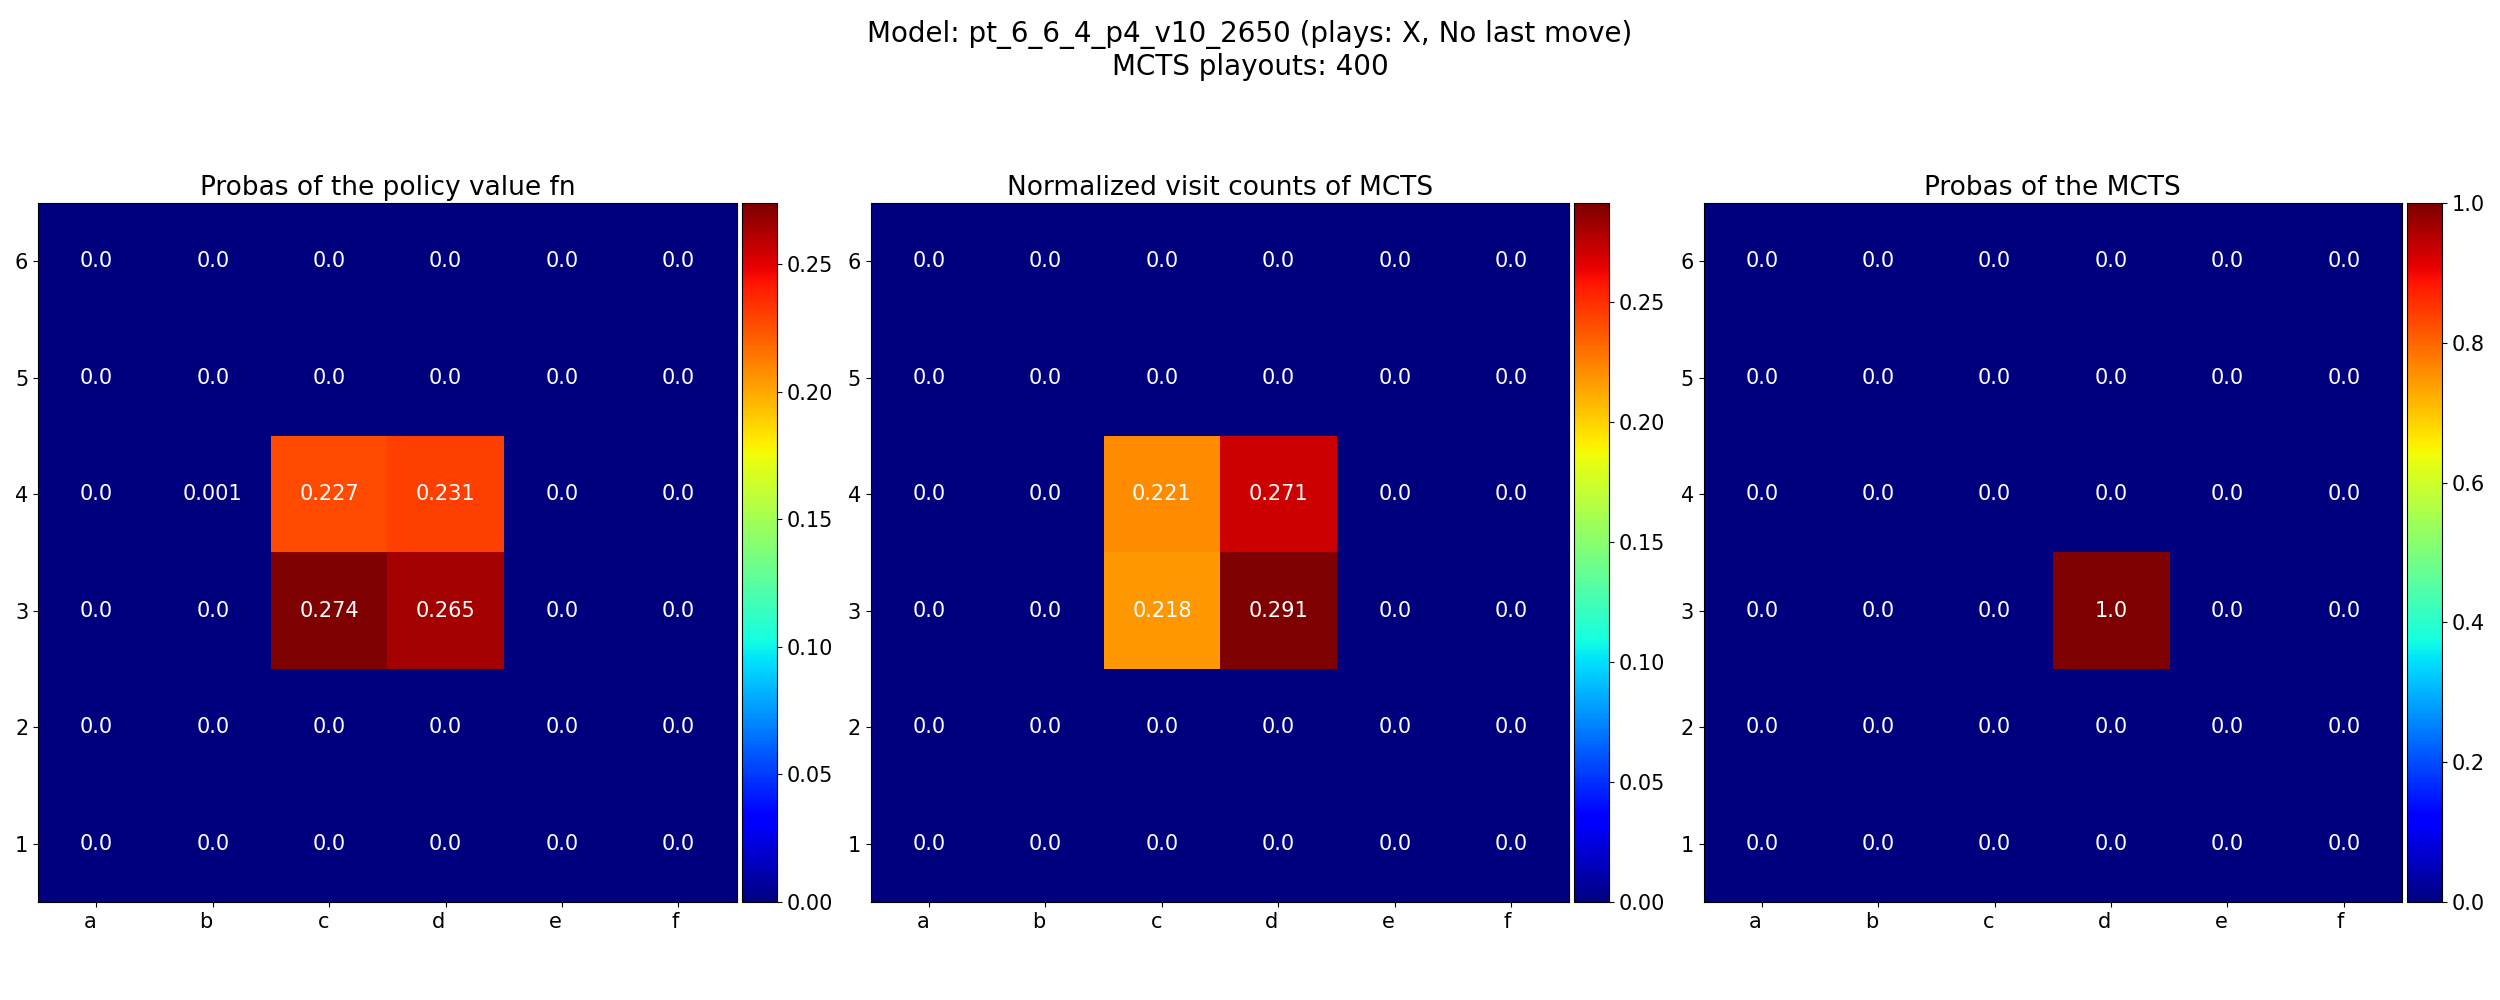 Model: pt_6_6_4_p4_v10_2650 (plays: X, No last move)
MCTS playouts: 400
Probas of the policy value fn
6 0.0 0.0 0.0 0.0 0.0 0.0
5 0.0 0.0 0.0 0.0 0.0 0.0
4 0.0 0.001 0.227 0.231 0.0 0.0
3 0.0 0.0 0.274 0.265 0.0 0.0
2 0.0 0.0 0.0 0.0 0.0 0.0
1 0.0 0.0 0.0 0.0 0.0 0.0
a b c d e f
0.25
0.20
0.15
0.10
0.05
0.00
Normalized visit counts of MCTS
6 0.0 0.0 0.0 0.0 0.0 0.0
5 0.0 0.0 0.0 0.0 0.0 0.0
4 0.0 0.0 0.221 0.271 0.0 0.0
3 0.0 0.0 0.218 0.291 0.0 0.0
2 0.0 0.0 0.0 0.0 0.0 0.0
1 0.0 0.0 0.0 0.0 0.0 0.0
a b c d e f
0.25
0.20
0.15
0.10
0.05
0.00
Probas of the MCTS
6 0.0 0.0 0.0 0.0 0.0 0.0
5 0.0 0.0 0.0 0.0 0.0 0.0
4 0.0 0.0 0.0 0.0 0.0 0.0
3 0.0 0.0 0.0 1.0 0.0 0.0
2 0.0 0.0 0.0 0.0 0.0 0.0
1 0.0 0.0 0.0 0.0 0.0 0.0
a b c d e f
1.0
0.8
0.6
0.4
0.2
0.0